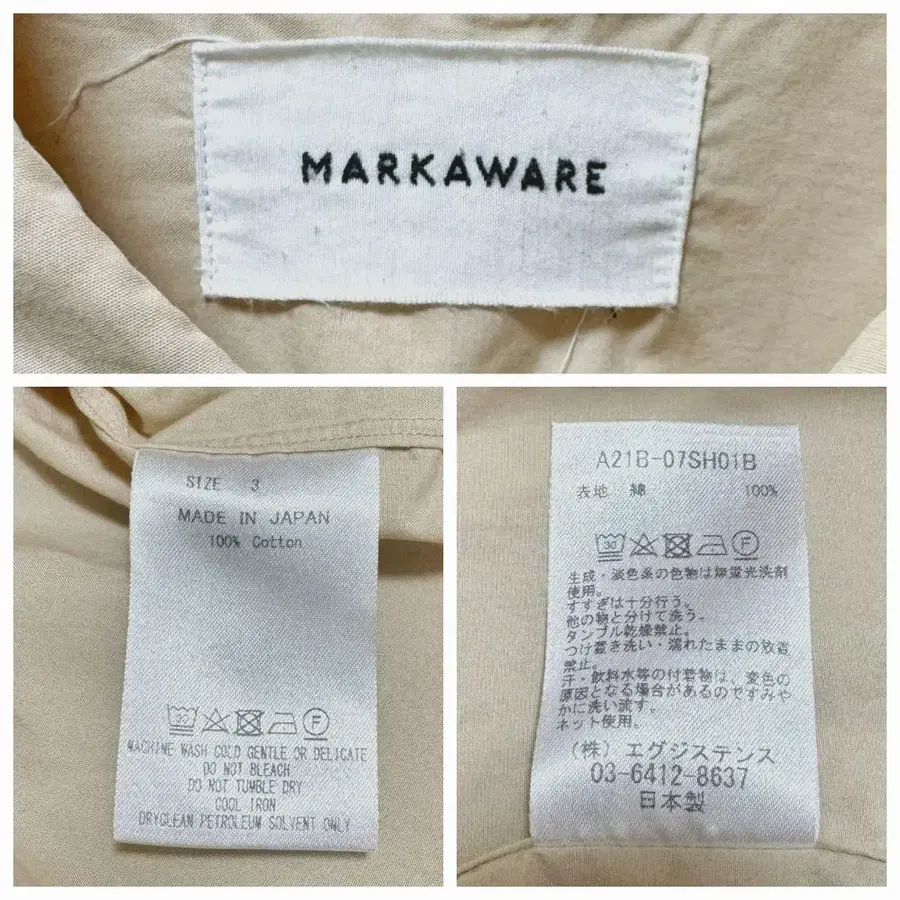 MARKAWARE
SIZE 3
MADE IN JAPAN
100% Cotton
30
F
MACHINE WASH COLD GENTLE OR DELICATE
DO NOT BLEACH
DO NOT TUMBLE DRY
COOL IRON
DRYCLEAN PETROLEUM SOLVENT ONLY
A21B-07SH01B
表地 綿 100%
30
F
生成・淡色系の色物は無蛍光洗剤
使用。
すすぎは十分行う。
他の物と分けて洗う。
タンブル乾燥禁止。
つけ置き洗い・濡れたままの放置
禁止。
汗・飲料水等の付着物は、変色の
原因となる場合があるのですみや
かに洗い流す。
ネット使用。
(株) エグジステンス
03-6412-8637
日本製